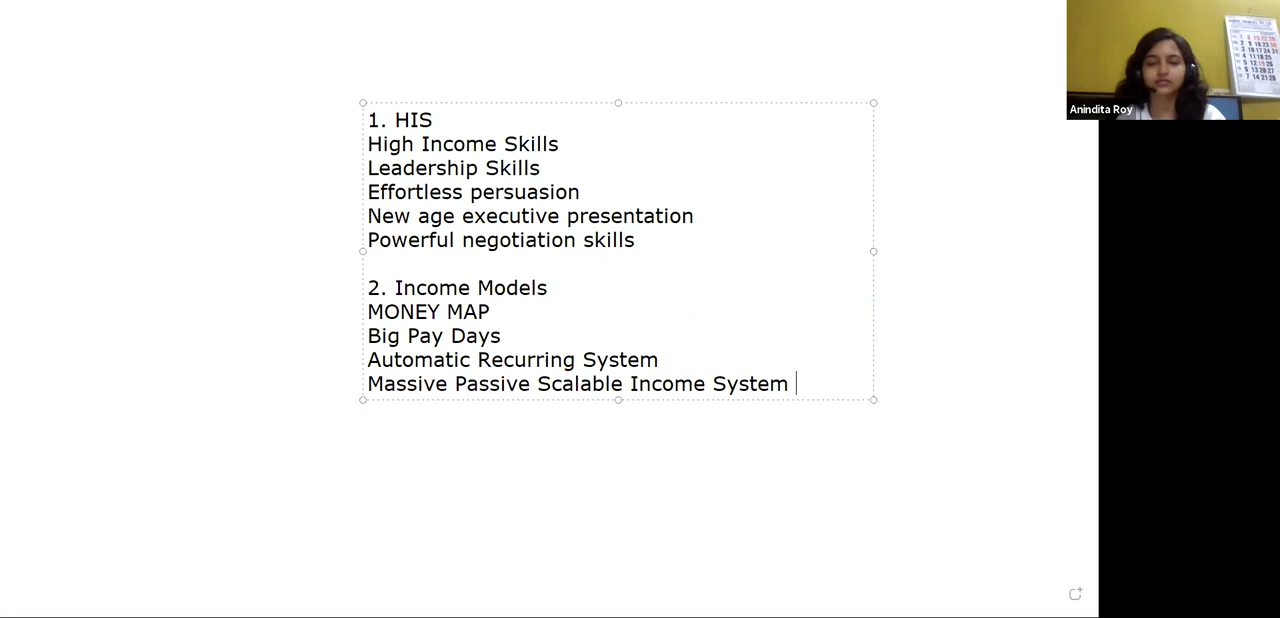 1. HIS
High Income Skills
Leadership Skills
Effortless persuasion
New age executive presentation
Powerful negotiation skills
2. Income Models
MONEY MAP
Big Pay Days
Automatic Recurring System
Massive Passive Scalable Income System
Anindita Roy